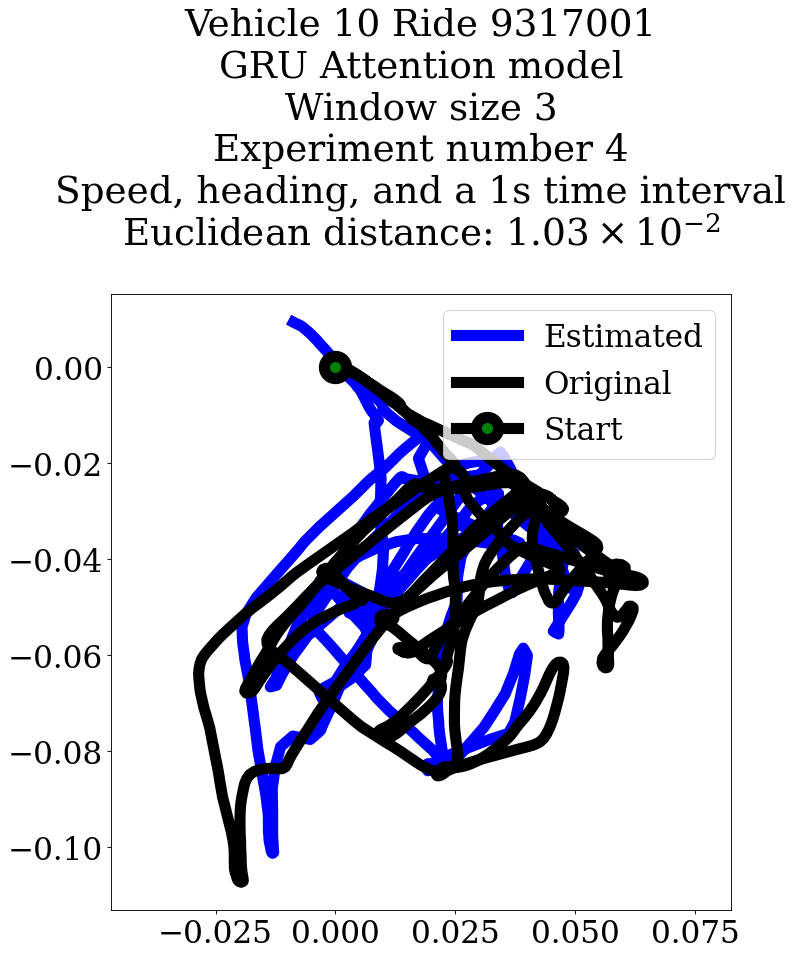 Vehicle 10 Ride 9317001
GRU Attention model
Window size 3
Experiment number 4
Speed, heading, and a 1s time interval
Euclidean distance: 1.03 × 10⁻²
Estimated
Original
Start
0.00
−0.02
−0.04
−0.06
−0.08
−0.10
−0.025 0.000 0.025 0.050 0.075